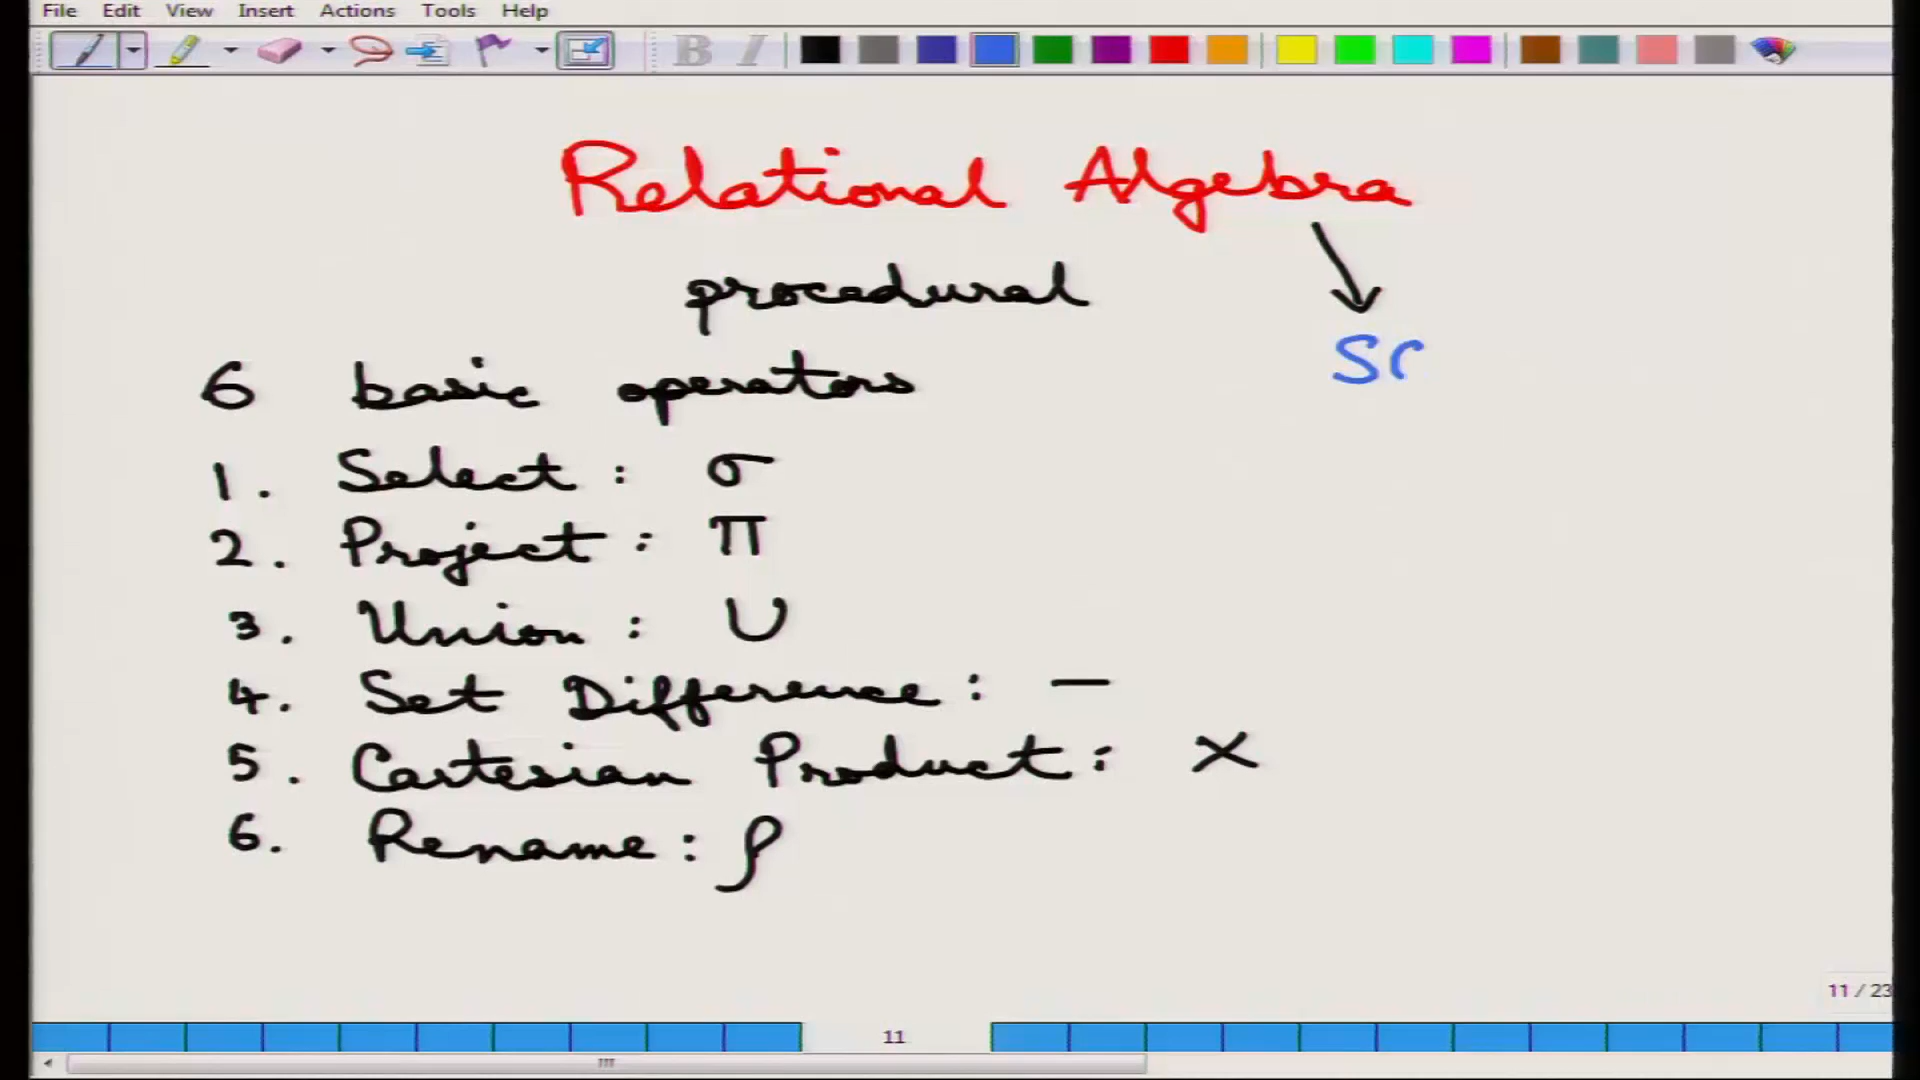 File Edit View Insert Actions Tools Help
B I
Relational Algebra
procedural
6 basic operators
1. Select : σ
2. Project : π
3. Union : ∪
4. Set Difference : —
5. Cartesian Product : ×
6. Rename : ρ
11 / 23
11